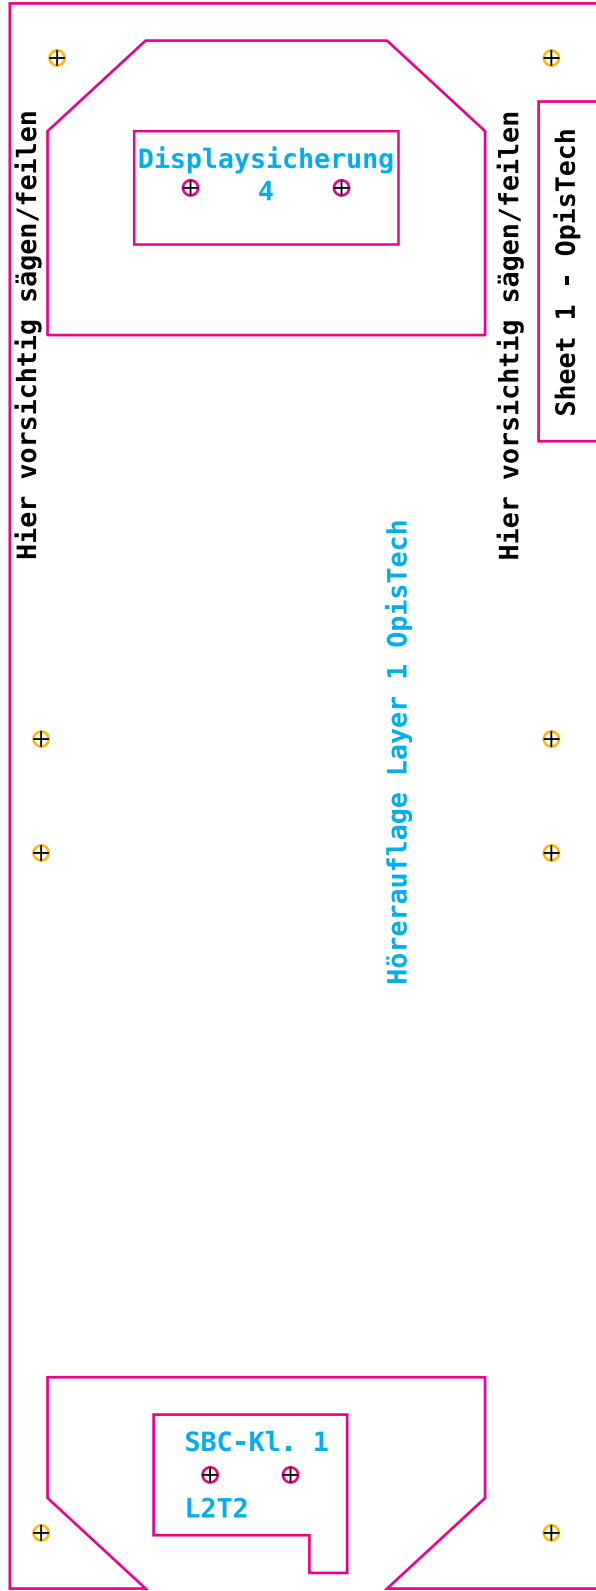 Displaysicherung
4
Hier vorsichtig sägen/feilen
Hier vorsichtig sägen/feilen
Sheet 1 - OpisTech
Hörerauflage Layer 1 OpisTech
SBC-Kl. 1
L2T2